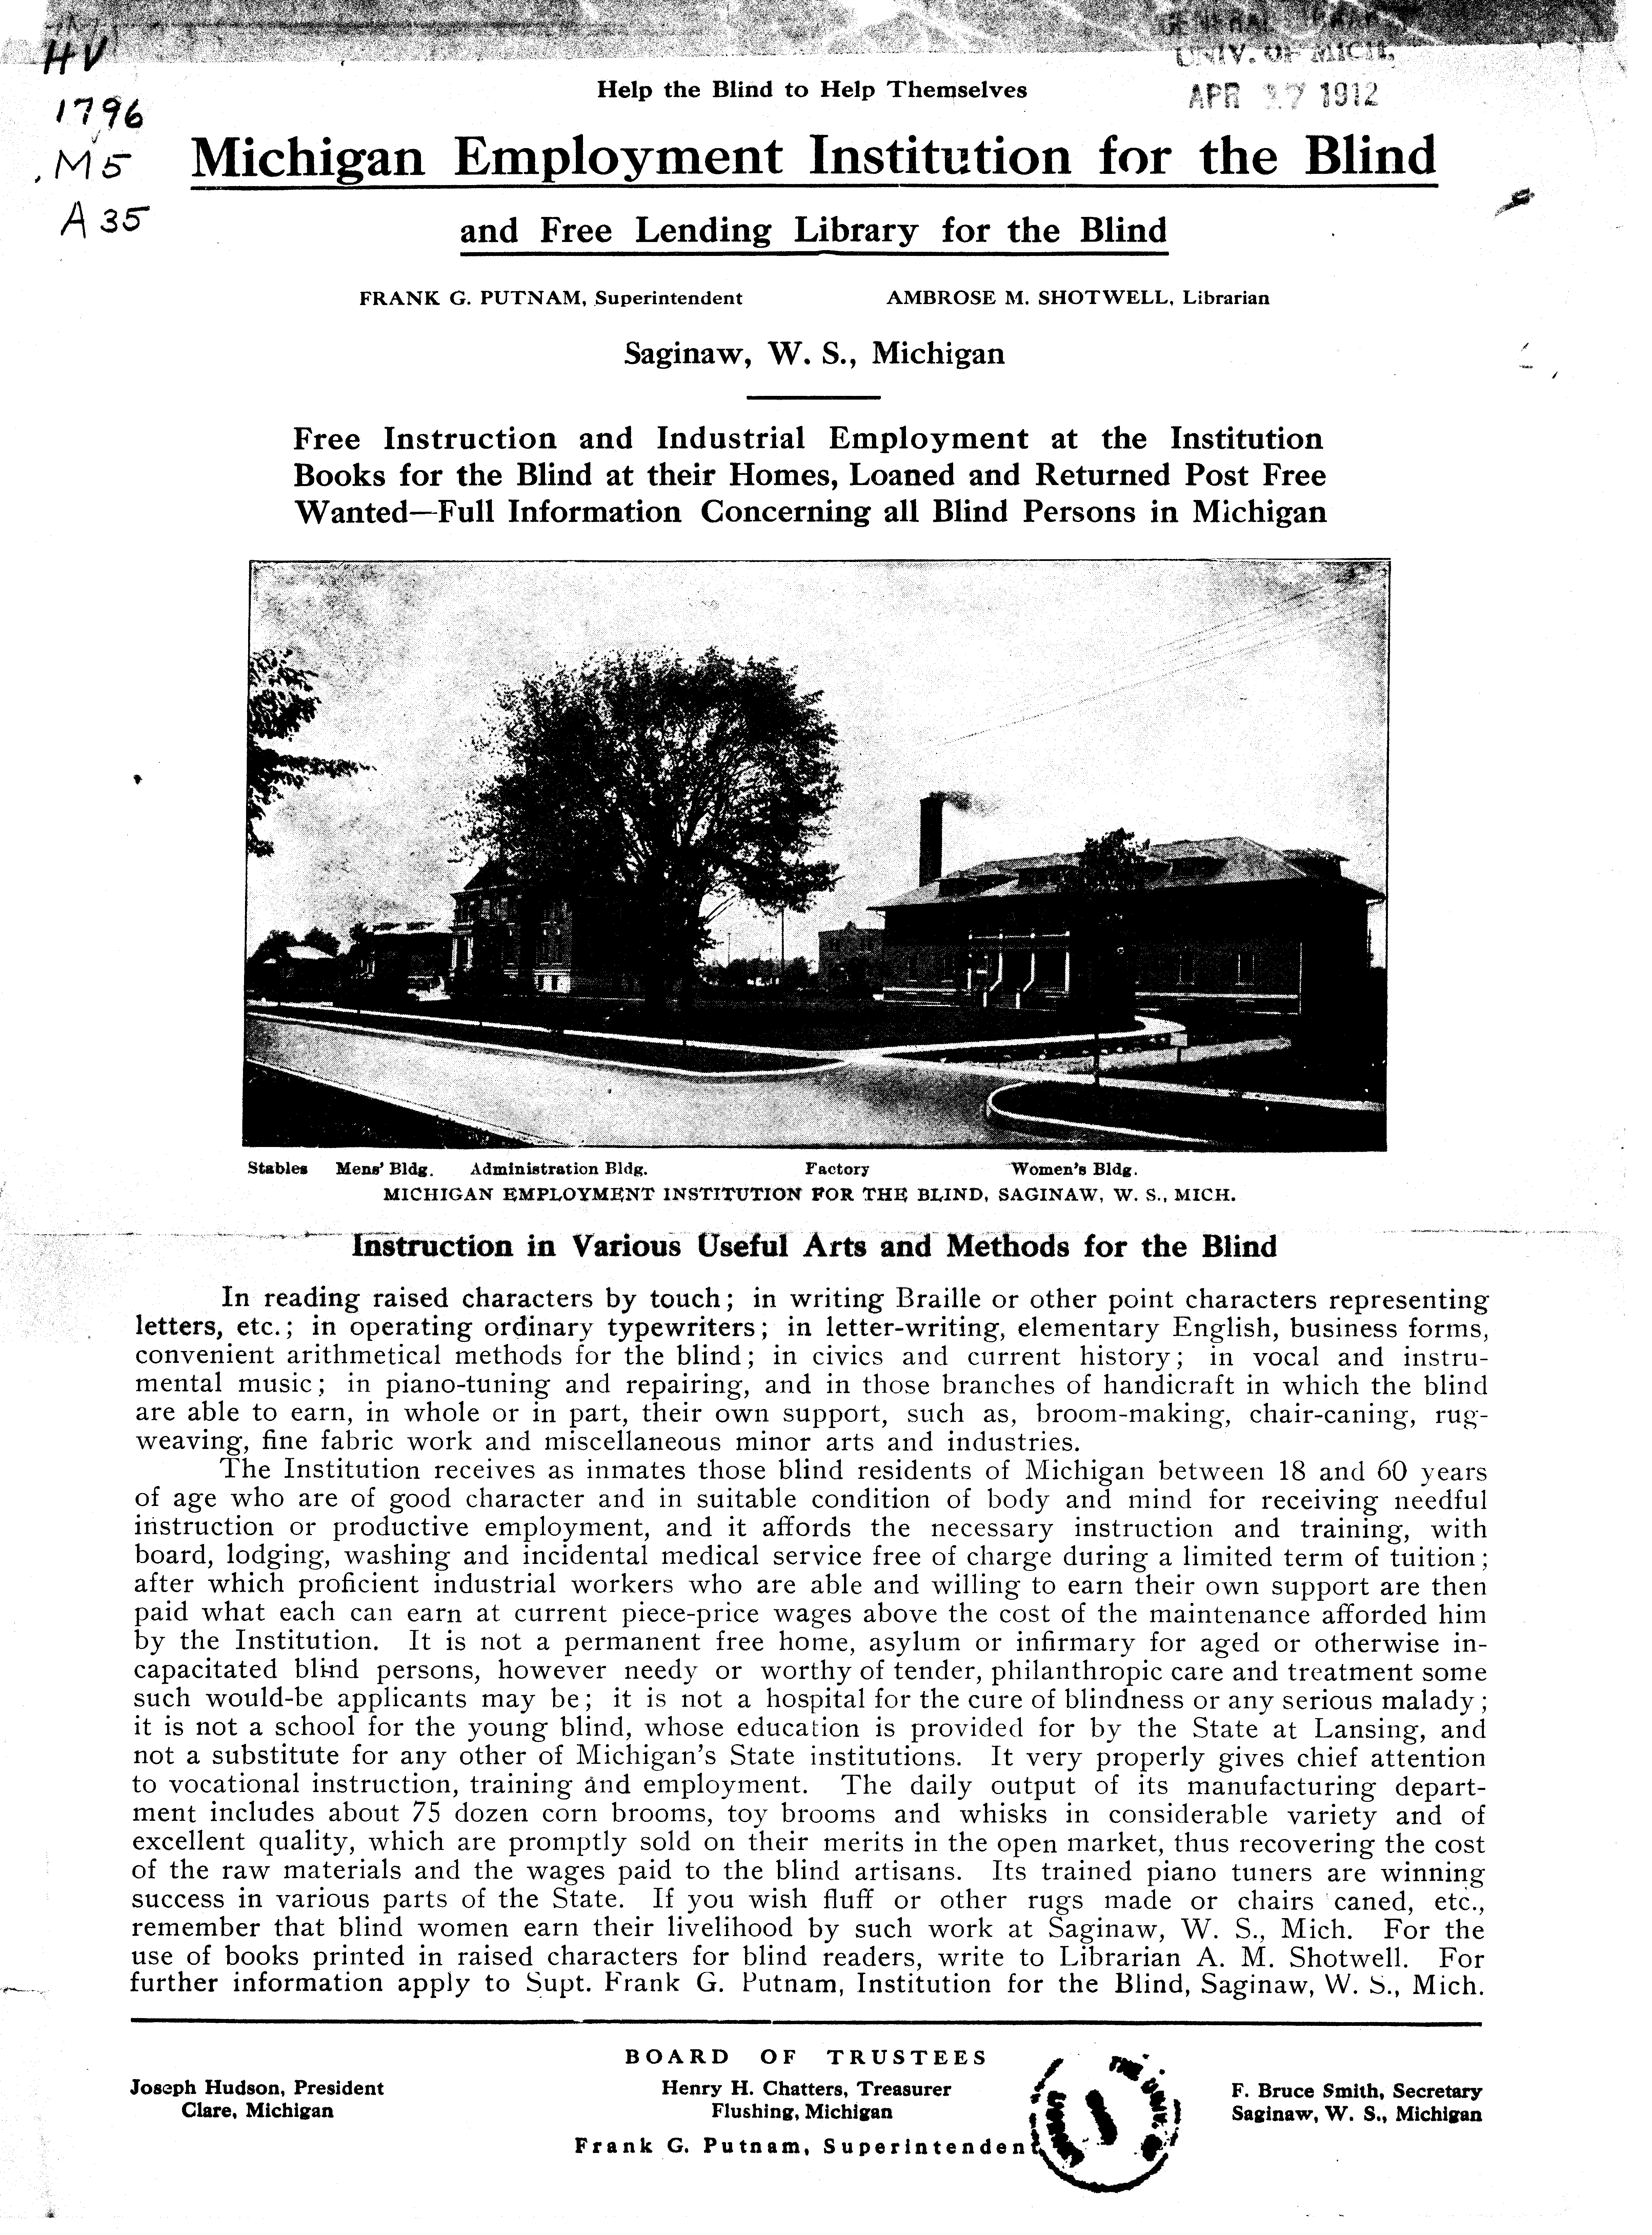 HV
1796
.M5
A 35
GENERAL LIBRARY
UNIV. OF MICH.
APR 27 1912
Help the Blind to Help Themselves
Michigan Employment Institution for the Blind
and Free Lending Library for the Blind
FRANK G. PUTNAM, Superintendent AMBROSE M. SHOTWELL, Librarian
Saginaw, W. S., Michigan
Free Instruction and Industrial Employment at the Institution
Books for the Blind at their Homes, Loaned and Returned Post Free
Wanted—Full Information Concerning all Blind Persons in Michigan
Stables Mens' Bldg. Administration Bldg. Factory Women's Bldg.
MICHIGAN EMPLOYMENT INSTITUTION FOR THE BLIND, SAGINAW, W. S., MICH.
Instruction in Various Useful Arts and Methods for the Blind
In reading raised characters by touch; in writing Braille or other point characters representing
letters, etc.; in operating ordinary typewriters; in letter-writing, elementary English, business forms,
convenient arithmetical methods for the blind; in civics and current history; in vocal and instru-
mental music; in piano-tuning and repairing, and in those branches of handicraft in which the blind
are able to earn, in whole or in part, their own support, such as, broom-making, chair-caning, rug-
weaving, fine fabric work and miscellaneous minor arts and industries.
The Institution receives as inmates those blind residents of Michigan between 18 and 60 years
of age who are of good character and in suitable condition of body and mind for receiving needful
instruction or productive employment, and it affords the necessary instruction and training, with
board, lodging, washing and incidental medical service free of charge during a limited term of tuition;
after which proficient industrial workers who are able and willing to earn their own support are then
paid what each can earn at current piece-price wages above the cost of the maintenance afforded him
by the Institution. It is not a permanent free home, asylum or infirmary for aged or otherwise in-
capacitated blind persons, however needy or worthy of tender, philanthropic care and treatment some
such would-be applicants may be; it is not a hospital for the cure of blindness or any serious malady;
it is not a school for the young blind, whose education is provided for by the State at Lansing, and
not a substitute for any other of Michigan's State institutions. It very properly gives chief attention
to vocational instruction, training and employment. The daily output of its manufacturing depart-
ment includes about 75 dozen corn brooms, toy brooms and whisks in considerable variety and of
excellent quality, which are promptly sold on their merits in the open market, thus recovering the cost
of the raw materials and the wages paid to the blind artisans. Its trained piano tuners are winning
success in various parts of the State. If you wish fluff or other rugs made or chairs caned, etc.,
remember that blind women earn their livelihood by such work at Saginaw, W. S., Mich. For the
use of books printed in raised characters for blind readers, write to Librarian A. M. Shotwell. For
further information apply to Supt. Frank G. Putnam, Institution for the Blind, Saginaw, W. S., Mich.
BOARD OF TRUSTEES
Joseph Hudson, President Henry H. Chatters, Treasurer F. Bruce Smith, Secretary
Clare, Michigan Flushing, Michigan Saginaw, W. S., Michigan
Frank G. Putnam, Superintendent